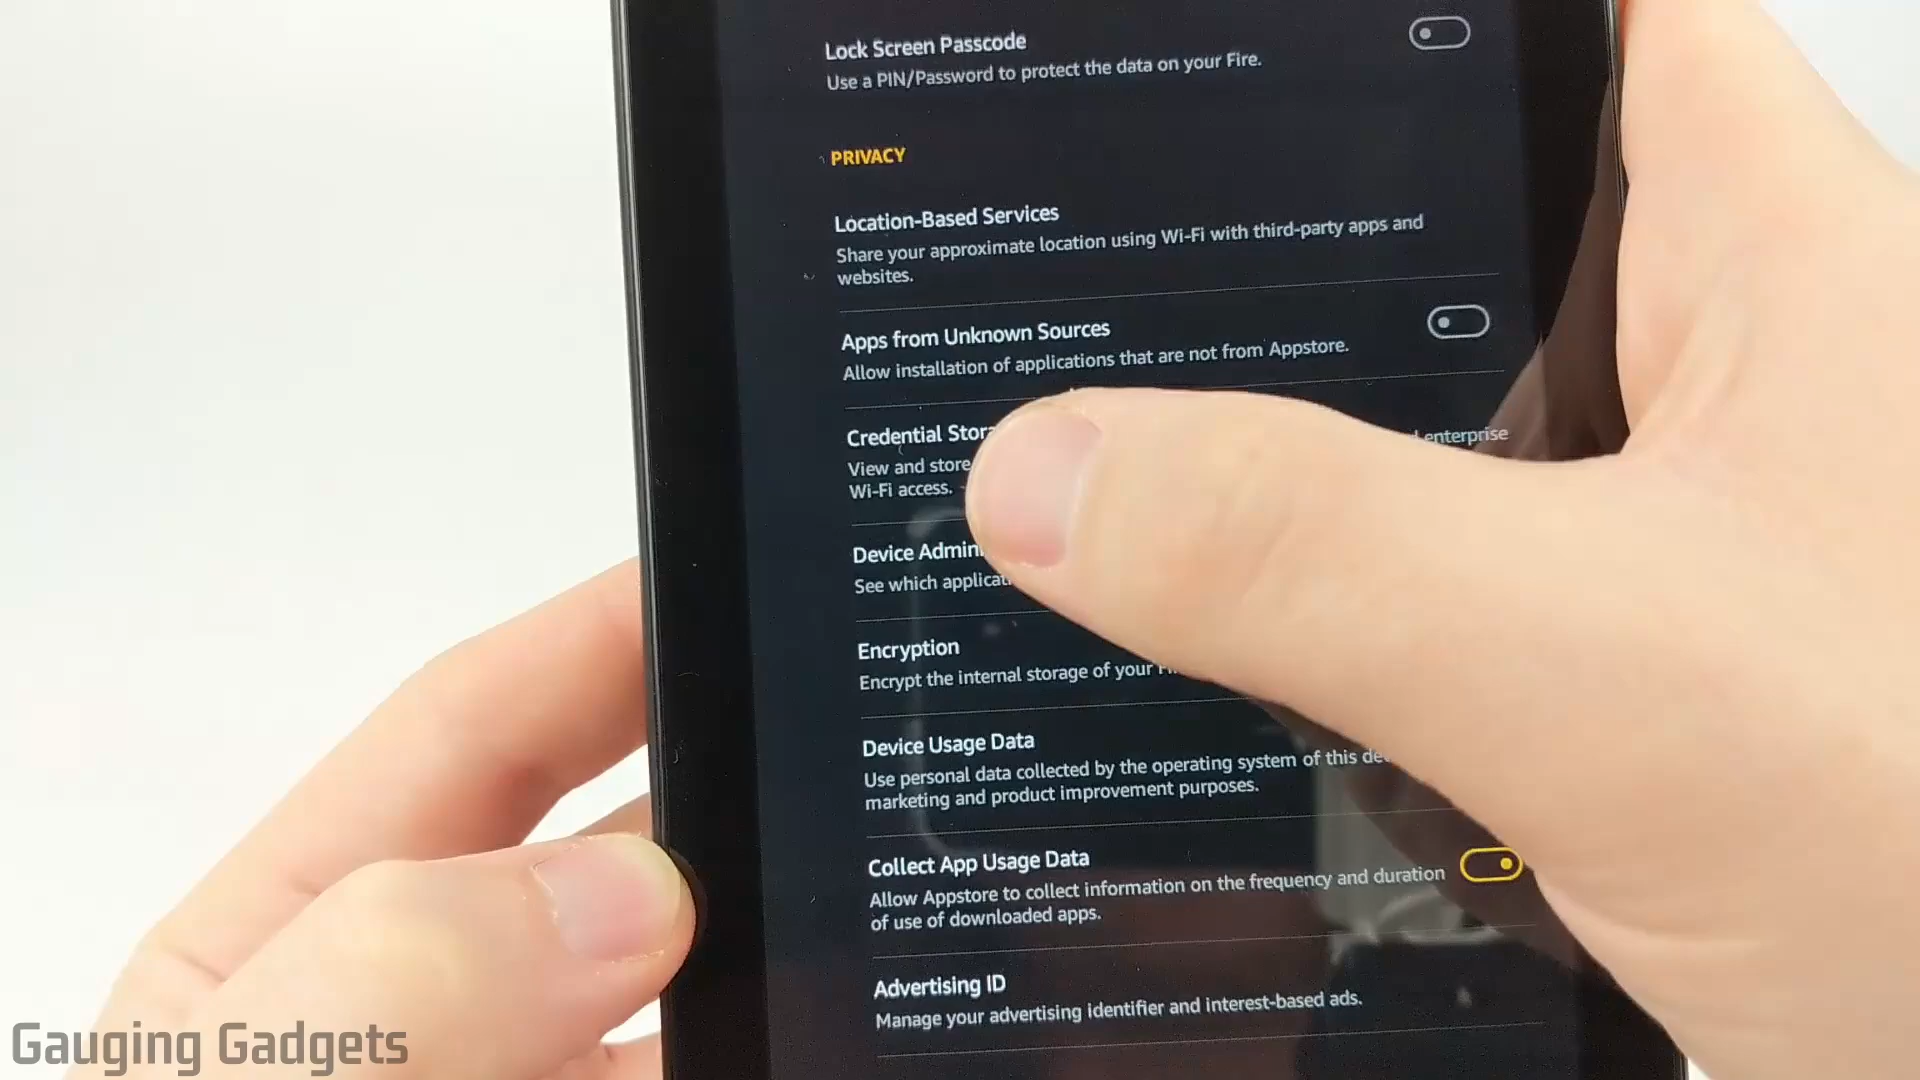 Lock Screen Passcode
Use a PIN/Password to protect the data on your Fire.
PRIVACY
Location-Based Services
Share your approximate location using Wi-Fi with third-party apps and
websites.
Apps from Unknown Sources
Allow installation of applications that are not from Appstore.
Credential
View and store enterprise
Wi-Fi access.
Device
See which
Encryption
Encrypt the internal storage of your
Device Usage Data
Use personal data collected by the operating system of this
marketing and product improvement purposes.
Collect App Usage Data
Allow Appstore to collect information on the frequency and duration
of use of downloaded apps.
Advertising ID
Manage your advertising identifier and interest-based ads.
Gauging Gadgets